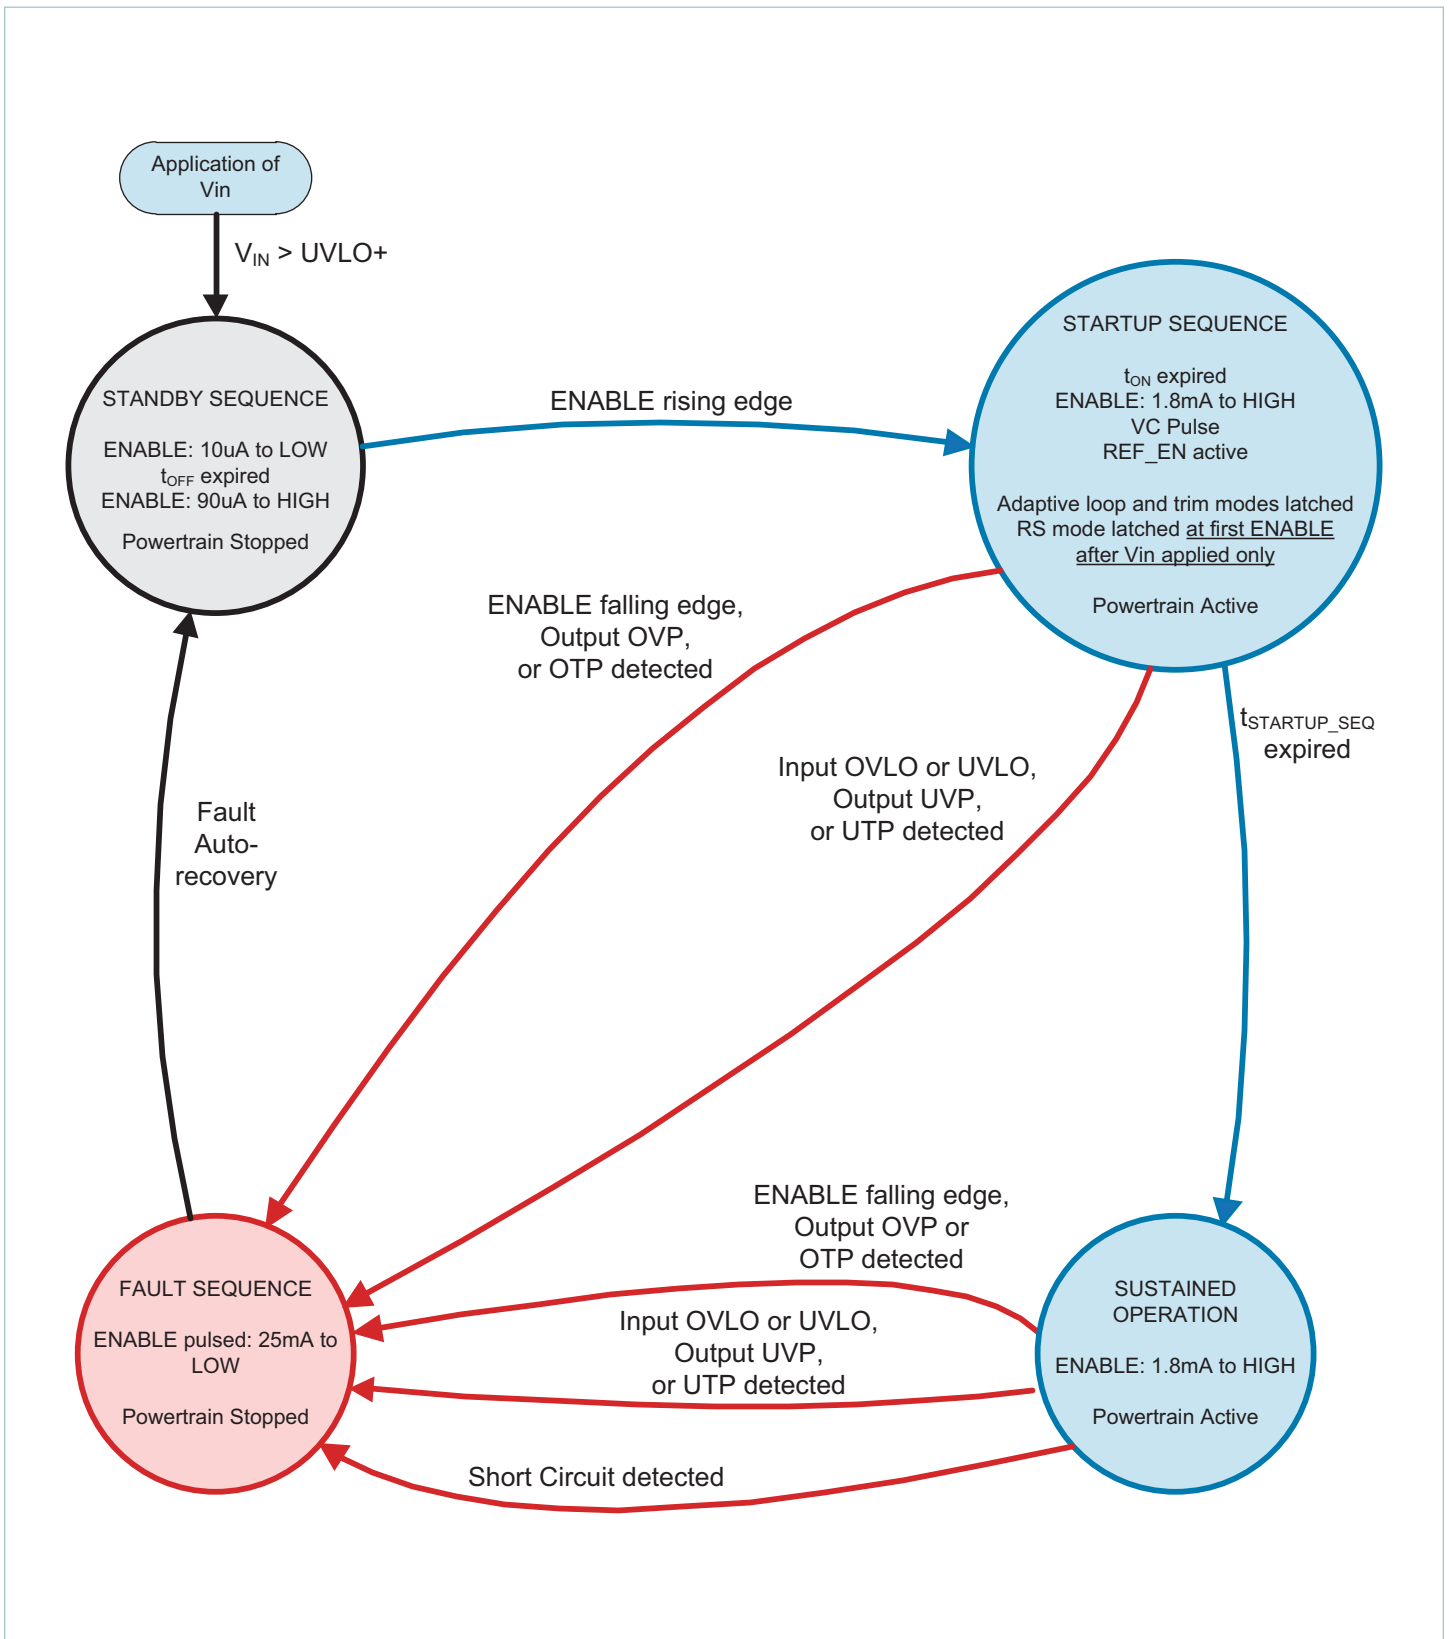 Application of
Vin
V_IN > UVLO+
STANDBY SEQUENCE
ENABLE: 10uA to LOW
t_OFF expired
ENABLE: 90uA to HIGH
Powertrain Stopped
ENABLE rising edge
STARTUP SEQUENCE
t_ON expired
ENABLE: 1.8mA to HIGH
VC Pulse
REF_EN active
Adaptive loop and trim modes latched
RS mode latched at first ENABLE
after Vin applied only
Powertrain Active
ENABLE falling edge,
Output OVP,
or OTP detected
Input OVLO or UVLO,
Output UVP,
or UTP detected
t_STARTUP_SEQ
expired
Fault
Auto-
recovery
ENABLE falling edge,
Output OVP or
OTP detected
FAULT SEQUENCE
ENABLE pulsed: 25mA to
LOW
Powertrain Stopped
Input OVLO or UVLO,
Output UVP,
or UTP detected
Short Circuit detected
SUSTAINED
OPERATION
ENABLE: 1.8mA to HIGH
Powertrain Active